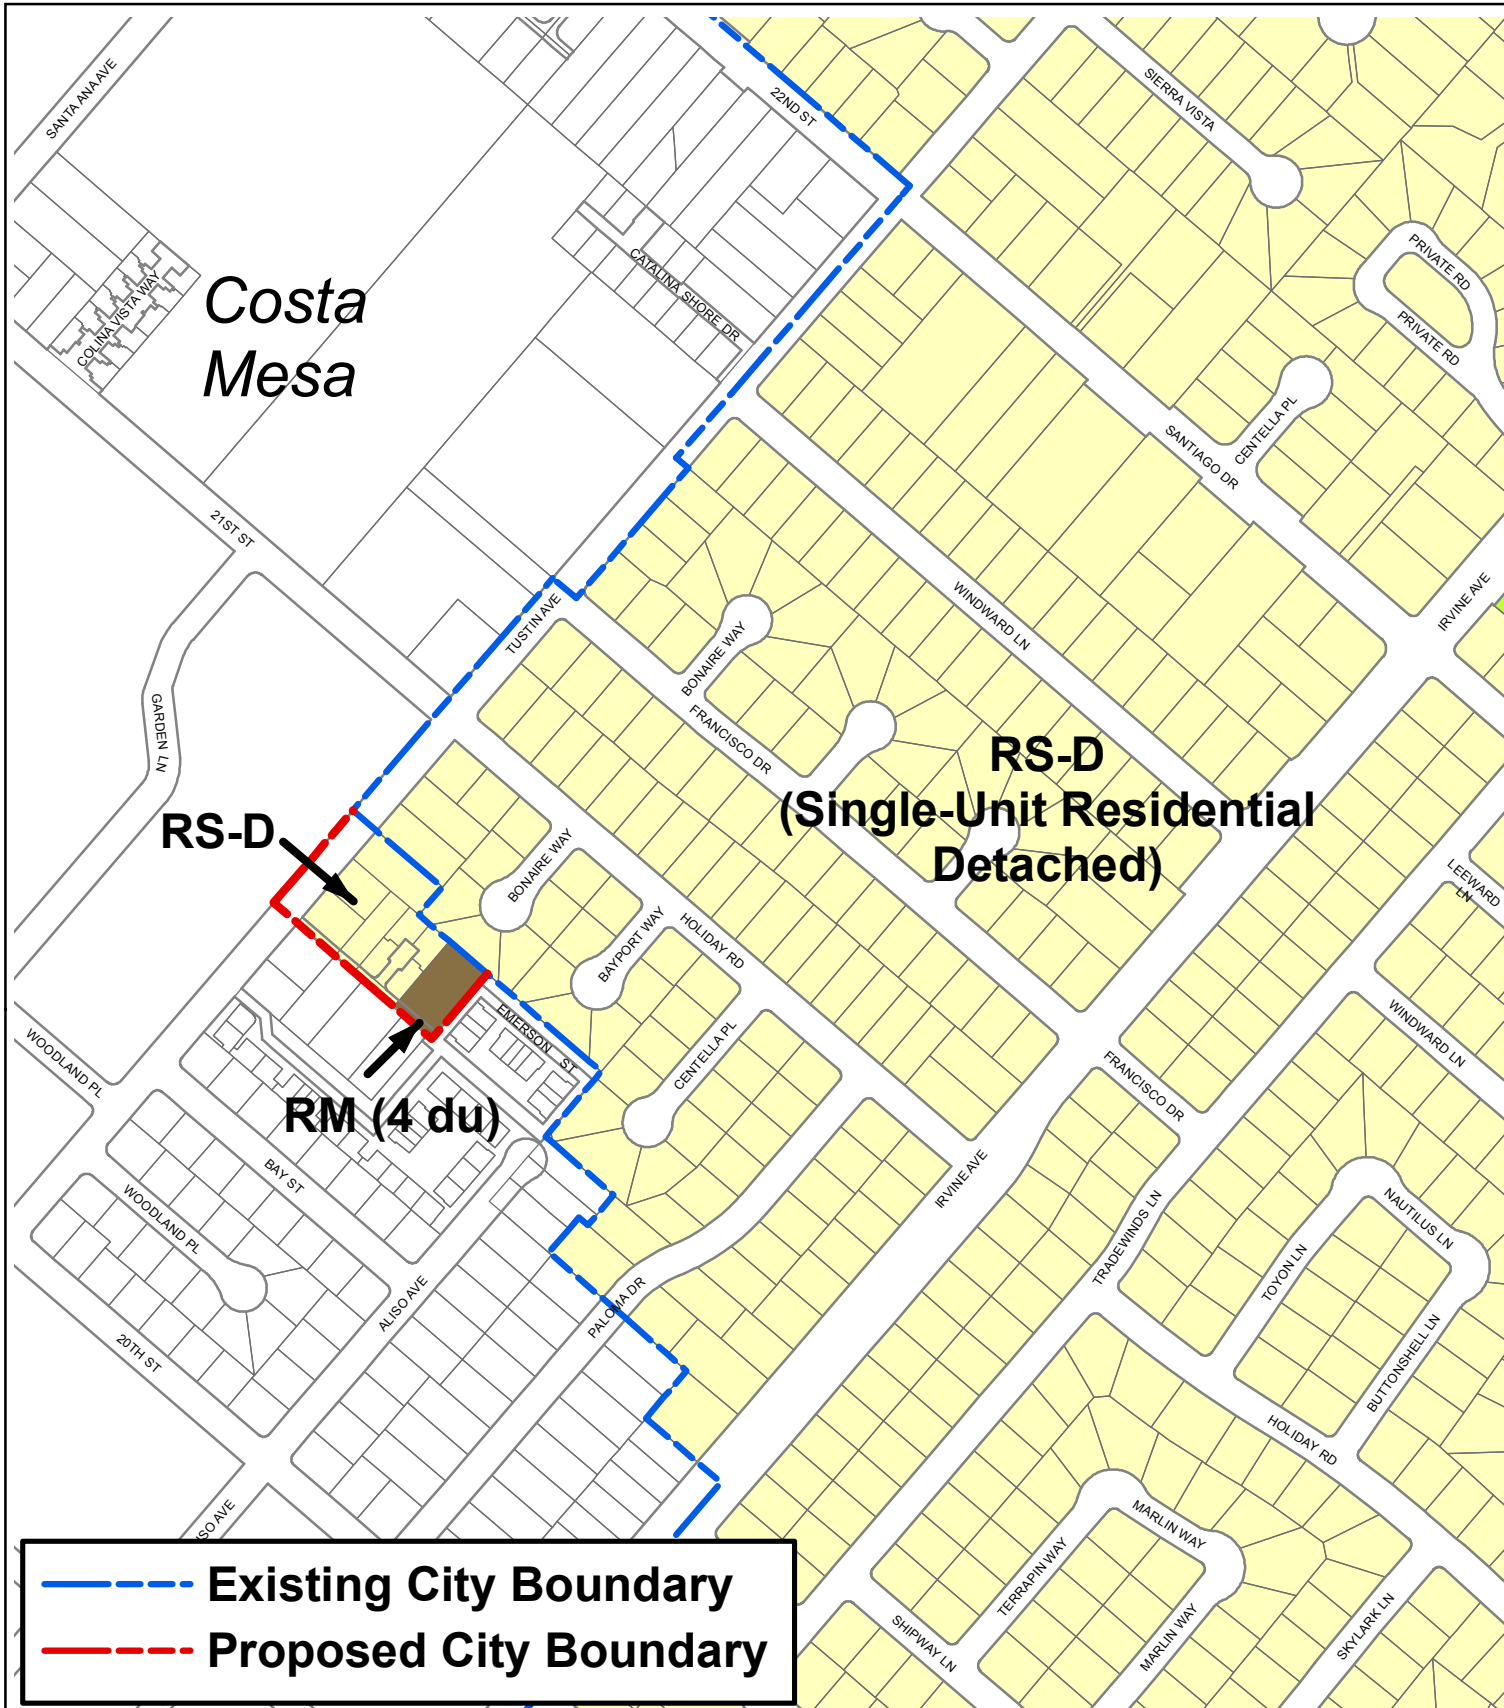 SANTA ANA AVE
22ND ST
SIERRA VISTA
PRIVATE RD
PRIVATE RD
CATALINA SHORE DR
COLINA VISTA WAY
Costa
Mesa
CENTELLA PL
SANTIAGO DR
21ST ST
IRVINE AVE
WINDWARD LN
TUSTIN AVE
BONAIRE WAY
GARDEN LN
FRANCISCO DR
RS-D
(Single-Unit Residential
Detached)
RS-D
BONAIRE WAY
LEEWARD
LN
HOLIDAY RD
BAYPORT WAY
EMERSON ST
CENTELLA PL
WINDWARD LN
WOODLAND PL
FRANCISCO DR
RM (4 du)
BAY ST
WOODLAND PL
IRVINE AVE
NAUTILUS LN
TRADEWINDS LN
TOYON LN
ALISO AVE
PALOMA DR
20TH ST
BUTTONSHELL LN
HOLIDAY RD
ISO AVE
MARLIN WAY
TERRAPIN WAY
MARLIN WAY
SHIPWAY LN
SKYLARK LN
Existing City Boundary
Proposed City Boundary